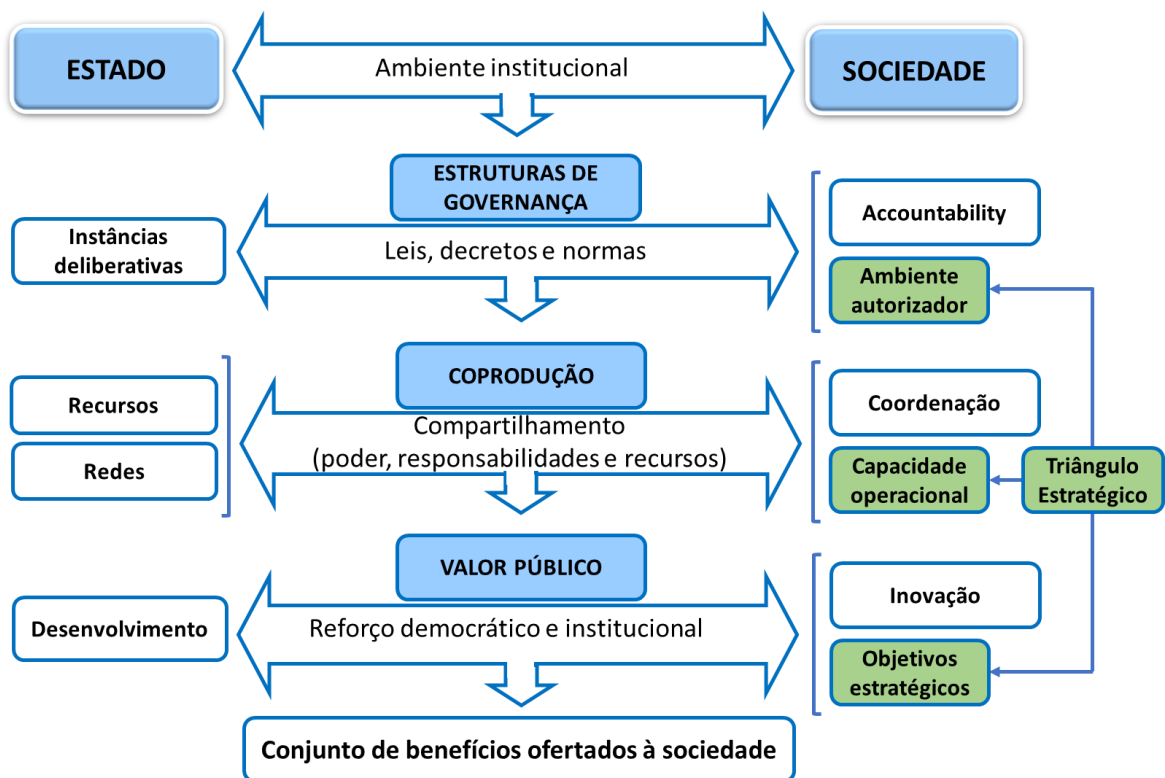 ESTADO
Ambiente institucional
SOCIEDADE
ESTRUTURAS DE
GOVERNANÇA
Instâncias
deliberativas
Leis, decretos e normas
Accountability
Ambiente
autorizador
COPRODUÇÃO
Recursos
Redes
Compartilhamento
(poder, responsabilidades e recursos)
Coordenação
Capacidade
operacional
Triângulo
Estratégico
VALOR PÚBLICO
Desenvolvimento
Reforço democrático e institucional
Inovação
Objetivos
estratégicos
Conjunto de benefícios ofertados à sociedade